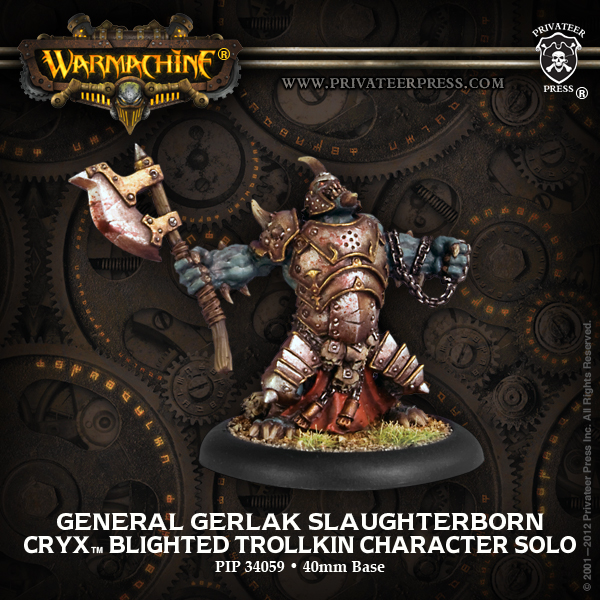 WARMACHINE®
PRIVATEER
PRESS ®
WWW.PRIVATEERPRESS.COM
GENERAL GERLAK SLAUGHTERBORN
CRYX™ BLIGHTED TROLLKIN CHARACTER SOLO
PIP 34059 • 40mm Base
© 2001–2012 Privateer Press Inc. All Rights Reserved.